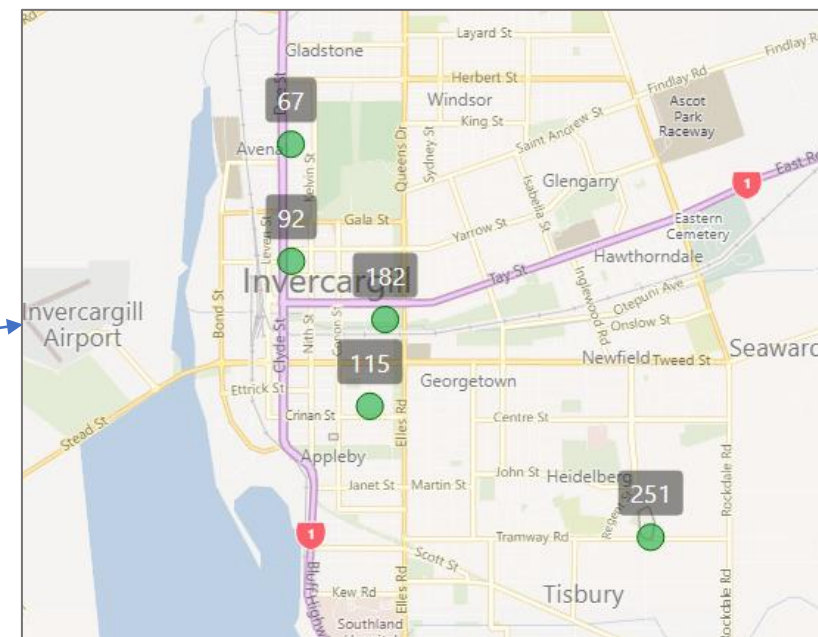 Rd
Layard St
Gladstone
Findlay Rd
Herbert St
Findlay Rd
67
Windsor
Ascot
Park
Raceway
King St
Saint Andrew St
Queens Dr
Sydney St
Kelvin St
Isabella St
Glengarry
1
East Ro
92
Gala St
Leven St
Yarrow St
Eastern
Cemetery
Hawthorndale
Invercargill
182
Tay St
Inglewood Rd
Otepuni Ave
Invercargill
Airport
Bond St
Clyde St
Nith St
Onslow St
115
Newfield
Tweed St
Seaward
Ettrick St
Georgetown
Stead St
Crinan St
Elles Rd
Centre St
Appleby
John St
Heidelberg
Rockdale Rd
Janet St
Martin St
251
Regent St
1
Tramway Rd
Scott St
Bluff Highw
Kew Rd
Elles Rd
Tisbury
ockdale Rd
Southland